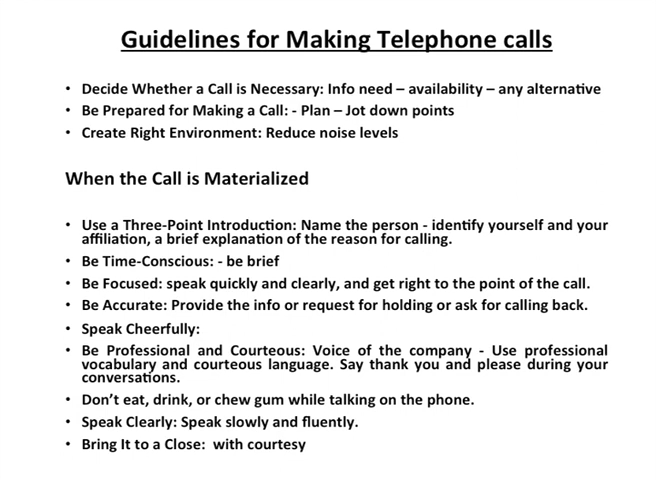 Guidelines for Making Telephone calls
• Decide Whether a Call is Necessary: Info need – availability – any alternative
• Be Prepared for Making a Call: - Plan – Jot down points
• Create Right Environment: Reduce noise levels
When the Call is Materialized
• Use a Three-Point Introduction: Name the person - identify yourself and your
affiliation, a brief explanation of the reason for calling.
• Be Time-Conscious: - be brief
• Be Focused: speak quickly and clearly, and get right to the point of the call.
• Be Accurate: Provide the info or request for holding or ask for calling back.
• Speak Cheerfully:
• Be Professional and Courteous: Voice of the company - Use professional
vocabulary and courteous language. Say thank you and please during your
conversations.
• Don’t eat, drink, or chew gum while talking on the phone.
• Speak Clearly: Speak slowly and fluently.
• Bring It to a Close: with courtesy